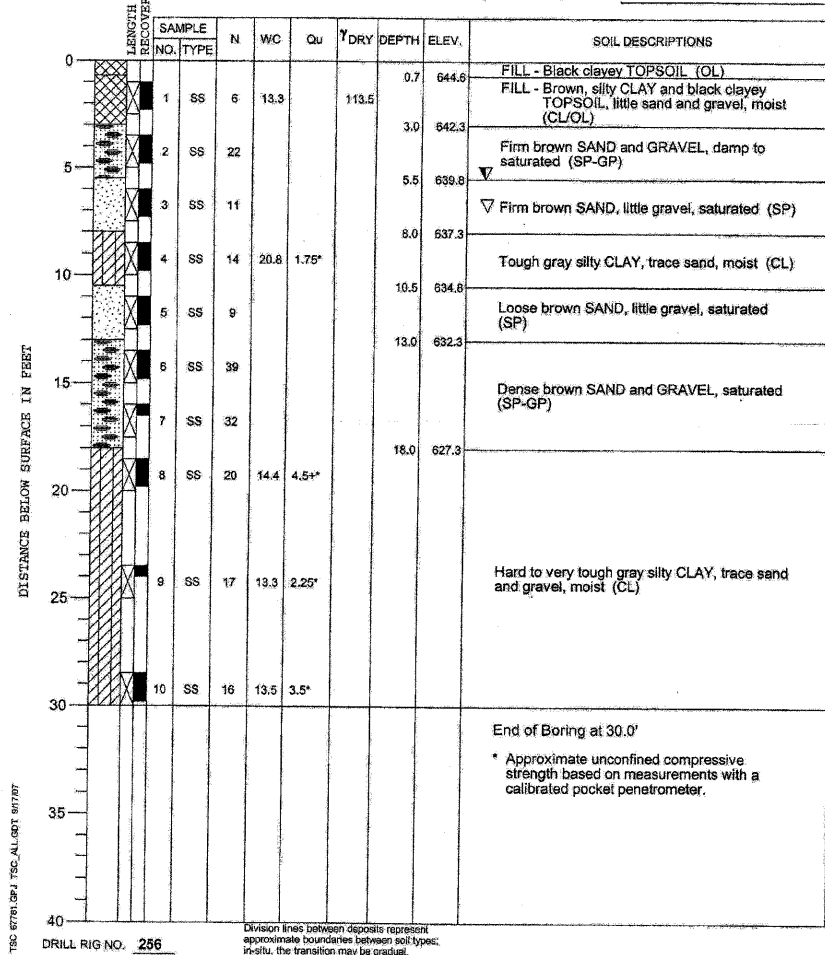 LENGTH
RECOVERY
SAMPLE
NO. TYPE N WC Qu γDRY DEPTH ELEV. SOIL DESCRIPTIONS
0
0.7 644.6 FILL - Black clayey TOPSOIL (OL)
1 SS 6 13.3 113.5 FILL - Brown, silty CLAY and black clayey
TOPSOIL, little sand and gravel, moist
(CL/OL)
3.0 642.3
2 SS 22 Firm brown SAND and GRAVEL, damp to
saturated (SP-GP)
5
5.5 639.8
3 SS 11 Firm brown SAND, little gravel, saturated (SP)
8.0 637.3
4 SS 14 20.8 1.75* Tough gray silty CLAY, trace sand, moist (CL)
10
10.5 634.8
5 SS 9 Loose brown SAND, little gravel, saturated
(SP)
13.0 632.3
6 SS 39
15 Dense brown SAND and GRAVEL, saturated
(SP-GP)
7 SS 32
18.0 627.3
8 SS 20 14.4 4.5+*
20
9 SS 17 13.3 2.25* Hard to very tough gray silty CLAY, trace sand
and gravel, moist (CL)
25
10 SS 16 13.5 3.5*
30
End of Boring at 30.0'
* Approximate unconfined compressive
strength based on measurements with a
calibrated pocket penetrometer.
35
40
DISTANCE BELOW SURFACE IN FEET
TSC 67781.GPJ TSC_ALL.GDT 9/17/07
DRILL RIG NO. 256
Division lines between deposits represent
approximate boundaries between soil types;
in-situ, the transition may be gradual.